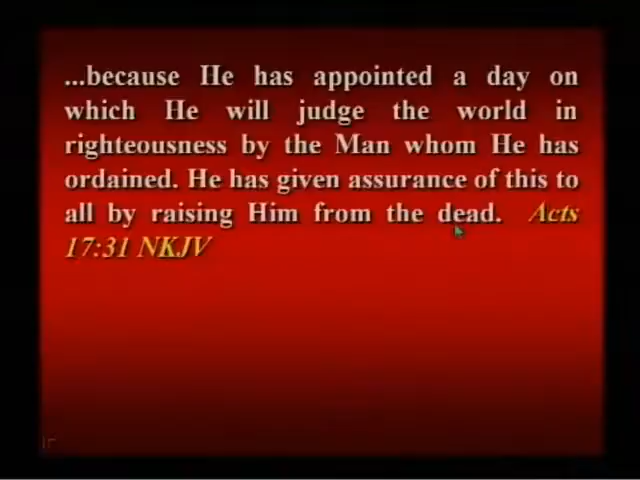 ...because He has appointed a day on
which He will judge the world in
righteousness by the Man whom He has
ordained. He has given assurance of this to
all by raising Him from the dead. Acts
17:31 NKJV